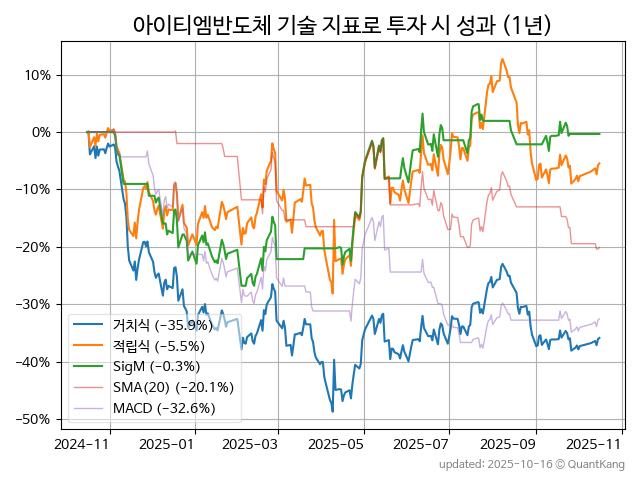 아이티엠반도체 기술 지표로 투자 시 성과 (1년)
10%
0%
−10%
−20%
−30%
−40%
−50%
거치식 (−35.9%)
적립식 (−5.5%)
SigM (−0.3%)
SMA(20) (−20.1%)
MACD (−32.6%)
2024-11 2025-01 2025-03 2025-05 2025-07 2025-09 2025-11
updated: 2025-10-16 © QuantKang